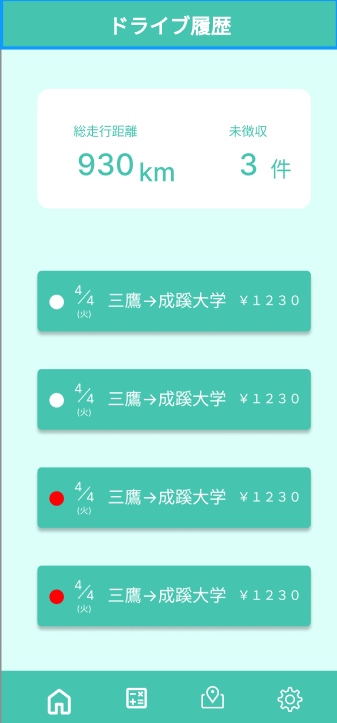 ドライブ履歴
総走行距離 未徴収
930 km 3 件
4/4 (火) 三鷹→成蹊大学 ￥１２３０
4/4 (火) 三鷹→成蹊大学 ￥１２３０
4/4 (火) 三鷹→成蹊大学 ￥１２３０
4/4 (火) 三鷹→成蹊大学 ￥１２３０